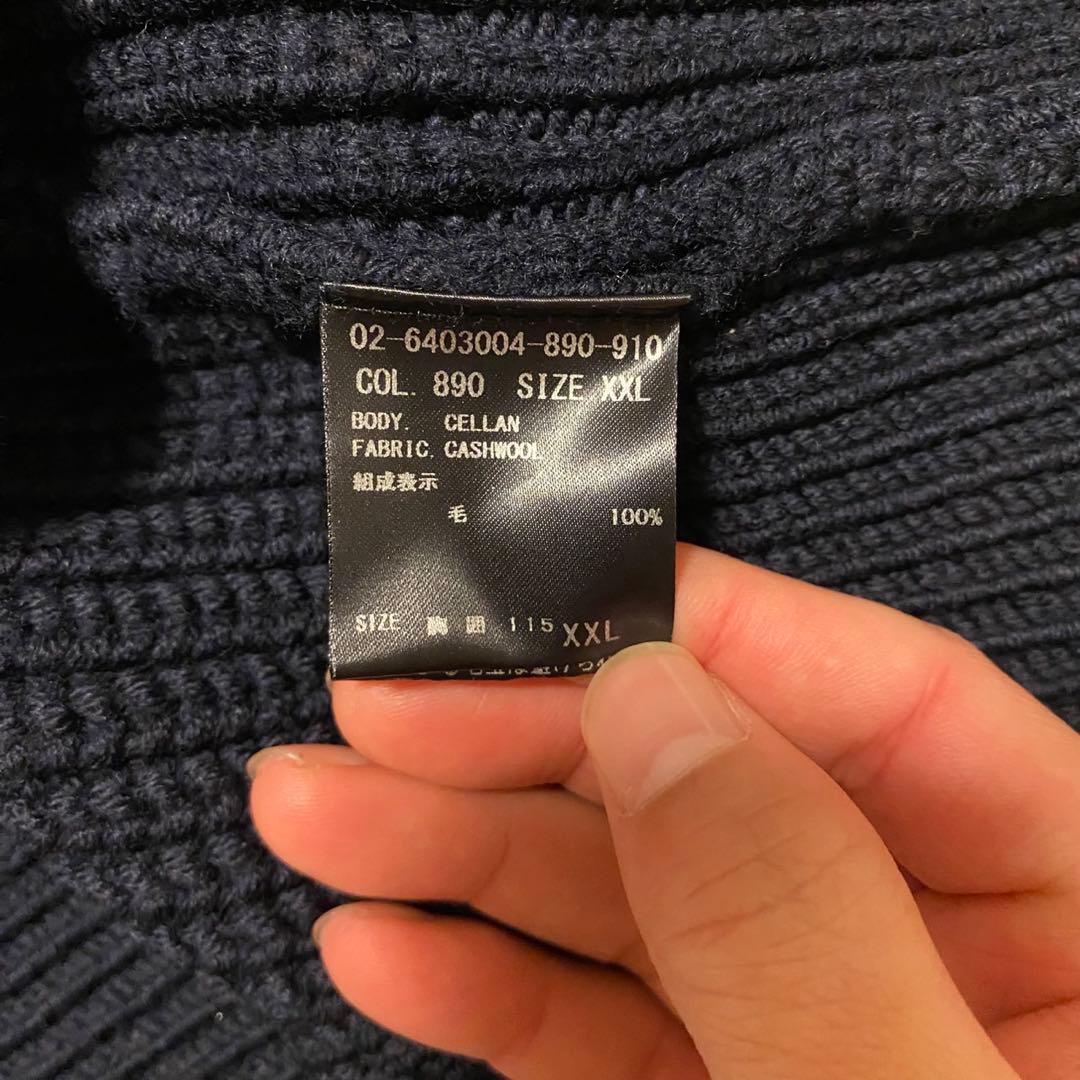 02-6403004-890-910
COL. 890 SIZE XXL
BODY. CELLAN
FABRIC. CASHWOOL
組成表示
毛 100%
SIZE 胸囲 115 XXL